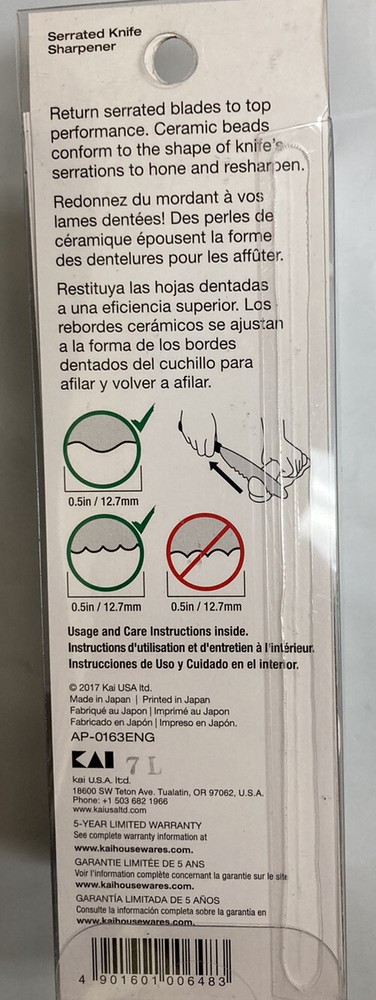 Serrated Knife
Sharpener
Return serrated blades to top
performance. Ceramic beads
conform to the shape of knife's
serrations to hone and resharpen.
Redonnez du mordant à vos
lames dentées! Des perles de
céramique épousent la forme
des dentelures pour les affûter.
Restituya las hojas dentadas
a una eficiencia superior. Los
rebordes cerámicos se ajustan
a la forma de los bordes
dentados del cuchillo para
afilar y volver a afilar.
0.5in / 12.7mm
0.5in / 12.7mm 0.5in / 12.7mm
Usage and Care Instructions inside.
Instructions d'utilisation et d'entretien à l'intérieur.
Instrucciones de Uso y Cuidado en el interior.
© 2017 Kai USA ltd.
Made in Japan | Printed in Japan
Fabriqué au Japon | Imprimé au Japon
Fabricado en Japón | Impreso en Japón.
AP-0163ENG
KAI 7L
kai U.S.A. ltd.
18600 SW Teton Ave. Tualatin, OR 97062, U.S.A.
Phone: +1 503 682 1966
www.kaiusaltd.com
5-YEAR LIMITED WARRANTY
See complete warranty information at
www.kaihousewares.com.
GARANTIE LIMITÉE DE 5 ANS
Voir l'information complète concernant la garantie sur le site
www.kaihousewares.com.
GARANTÍA LIMITADA DE 5 AÑOS
Consulte la información completa sobre la garantía en
www.kaihousewares.com.
4 901601 006483